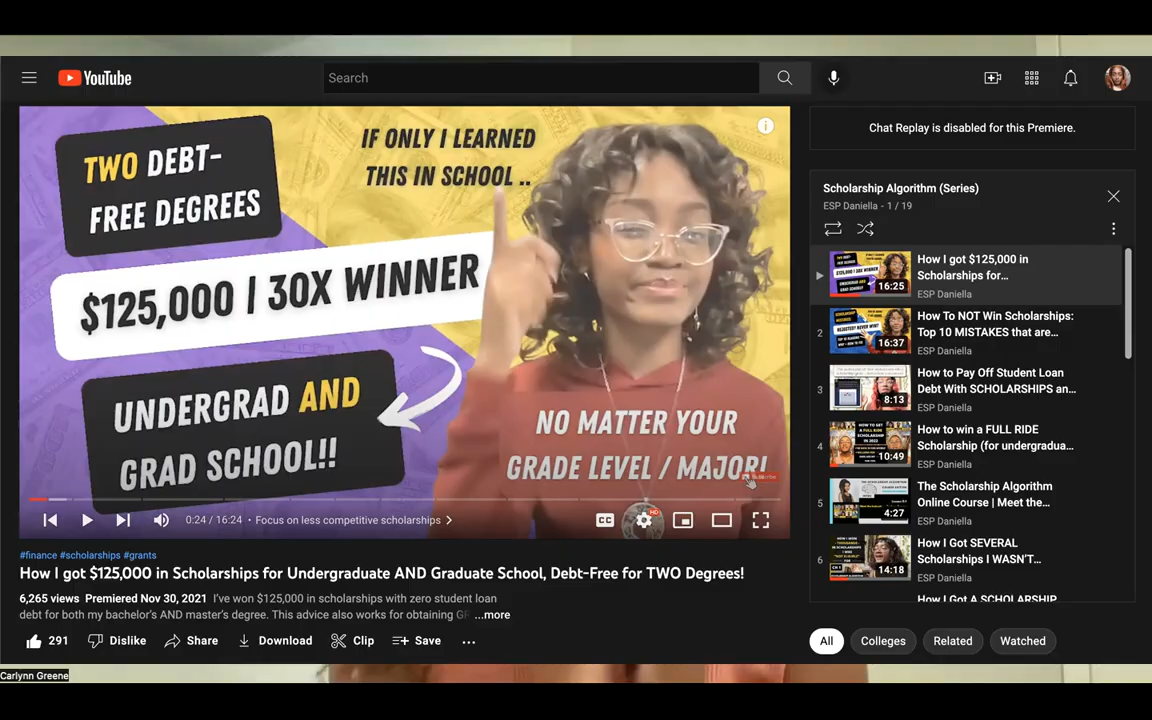 YouTube
Search
TWO DEBT-
FREE DEGREES
IF ONLY I LEARNED
THIS IN SCHOOL ..
$125,000 | 30X WINNER
UNDERGRAD AND
GRAD SCHOOL!!
NO MATTER YOUR
GRADE LEVEL / MAJOR!
0:24 / 16:24 • Focus on less competitive scholarships
CC
HD
#finance #scholarships #grants
How I got $125,000 in Scholarships for Undergraduate AND Graduate School, Debt-Free for TWO Degrees!
6,265 views Premiered Nov 30, 2021 I've won $125,000 in scholarships with zero student loan
debt for both my bachelor's AND master's degree. This advice also works for obtaining GR ...more
291 Dislike Share Download Clip Save
Chat Replay is disabled for this Premiere.
Scholarship Algorithm (Series)
ESP Daniella - 1 / 19
16:25
How I got $125,000 in
Scholarships for...
ESP Daniella
2
16:37
How To NOT Win Scholarships:
Top 10 MISTAKES that are...
ESP Daniella
3
8:13
How to Pay Off Student Loan
Debt With SCHOLARSHIPS an...
ESP Daniella
4
10:49
How to win a FULL RIDE
Scholarship (for undergradua...
ESP Daniella
5
4:27
The Scholarship Algorithm
Online Course | Meet the...
ESP Daniella
6
14:18
How I Got SEVERAL
Scholarships I WASN'T...
ESP Daniella
How I Got A SCHOLARSHIP
All Colleges Related Watched
Carlynn Greene